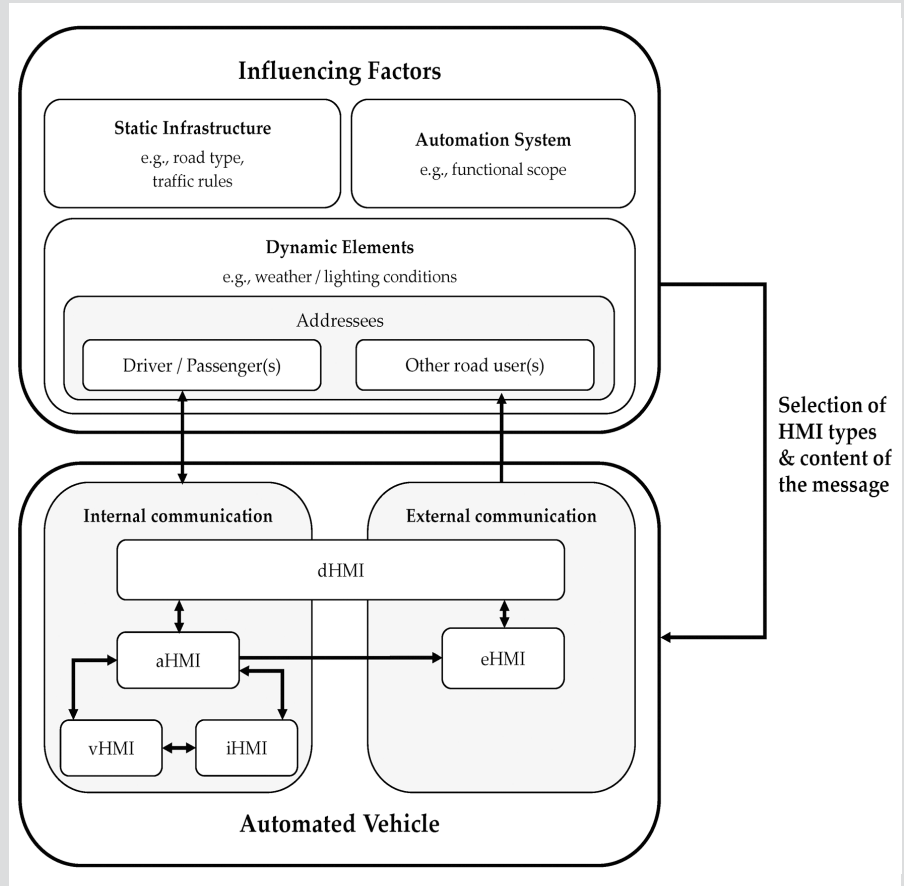 Influencing Factors
Static Infrastructure
e.g., road type,
traffic rules
Automation System
e.g., functional scope
Dynamic Elements
e.g., weather / lighting conditions
Addressees
Driver / Passenger(s)
Other road user(s)
Selection of
HMI types
& content of
the message
Internal communication
External communication
dHMI
aHMI
eHMI
vHMI
iHMI
Automated Vehicle